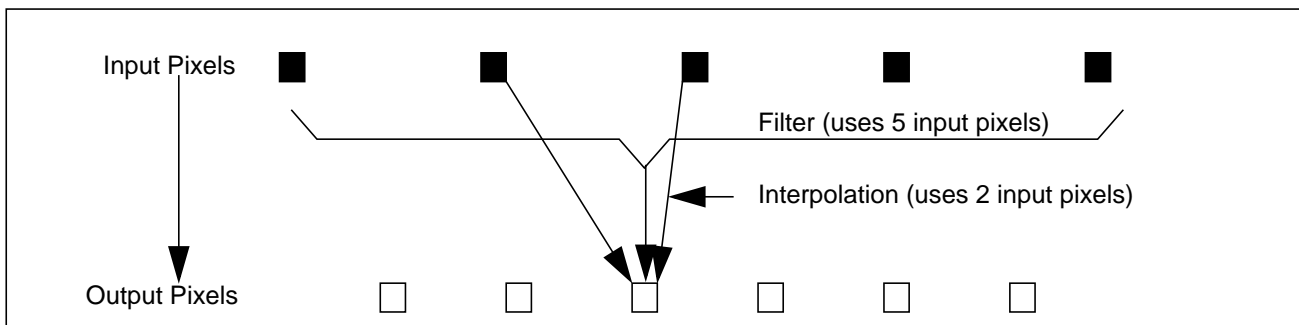 Input Pixels
Filter (uses 5 input pixels)
Interpolation (uses 2 input pixels)
Output Pixels